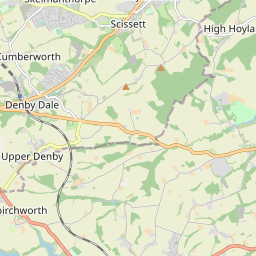 Skelmanthorpe
Scissett
High Hoyla
Cumberworth
Denby Dale
Upper Denby
birchworth